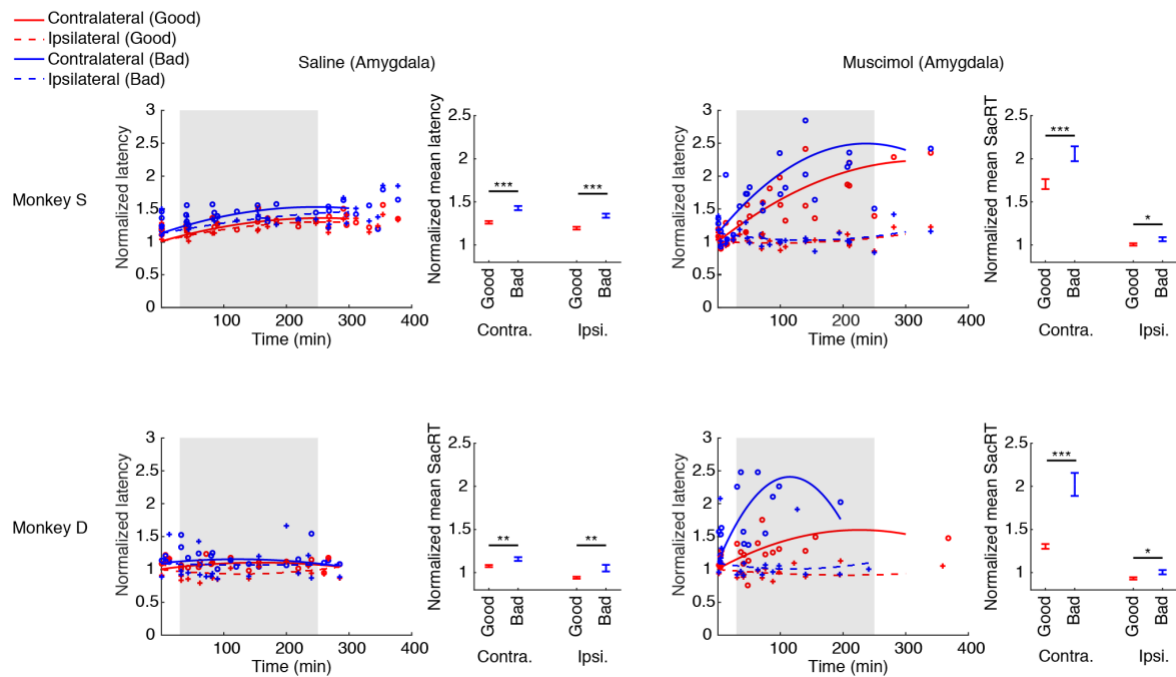 Contralateral (Good)
Ipsilateral (Good)
Contralateral (Bad)
Ipsilateral (Bad)
Saline (Amygdala)
Muscimol (Amygdala)
Monkey S
Normalized latency
3
2.5
2
1.5
1
0.5
0
100
200
300
400
Time (min)
Normalized mean latency
2.5
2
1.5
1
***
***
Good
Bad
Good
Bad
Contra.
Ipsi.
Normalized latency
3
2.5
2
1.5
1
0.5
0
100
200
300
400
Time (min)
Normalized mean SacRT
2.5
2
1.5
1
***
*
Good
Bad
Good
Bad
Contra.
Ipsi.
Monkey D
Normalized latency
3
2.5
2
1.5
1
0.5
0
100
200
300
400
Time (min)
Normalized mean SacRT
2.5
2
1.5
1
**
**
Good
Bad
Good
Bad
Contra.
Ipsi.
Normalized latency
3
2.5
2
1.5
1
0.5
0
100
200
300
400
Time (min)
Normalized mean SacRT
2.5
2
1.5
1
***
*
Good
Bad
Good
Bad
Contra.
Ipsi.